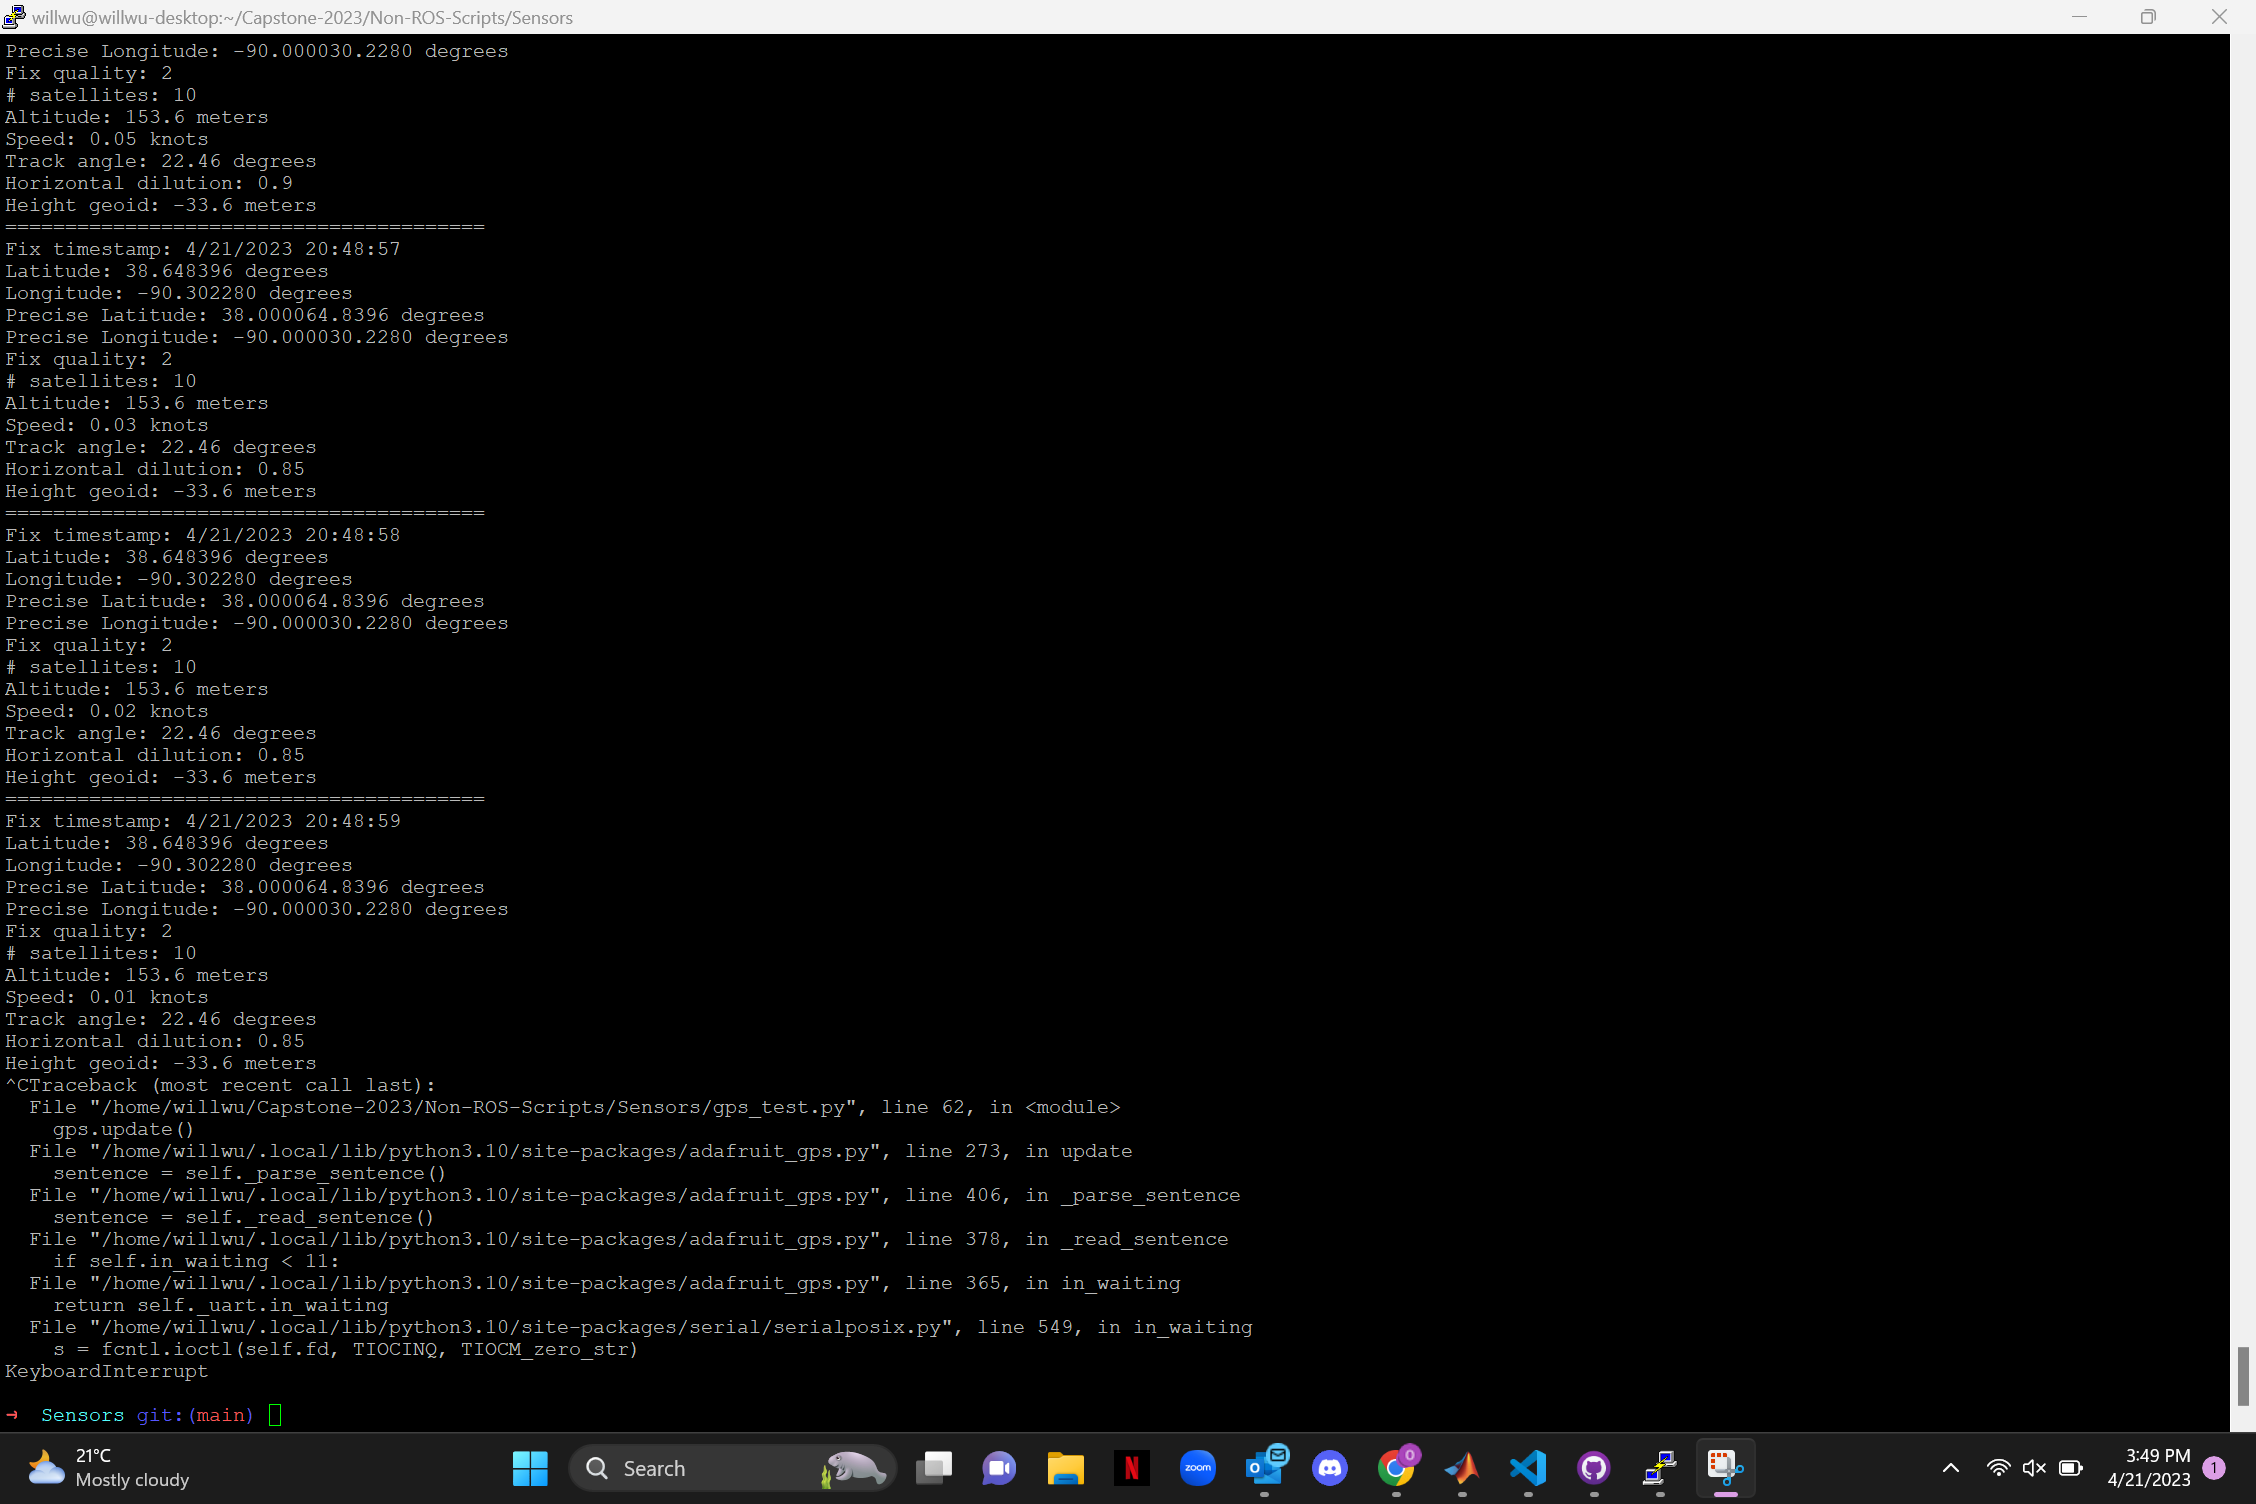 willwu@willwu-desktop:~/Capstone-2023/Non-ROS-Scripts/Sensors
Precise Longitude: -90.000030.2280 degrees
Fix quality: 2
# satellites: 10
Altitude: 153.6 meters
Speed: 0.05 knots
Track angle: 22.46 degrees
Horizontal dilution: 0.9
Height geoid: -33.6 meters
========================================
Fix timestamp: 4/21/2023 20:48:57
Latitude: 38.648396 degrees
Longitude: -90.302280 degrees
Precise Latitude: 38.000064.8396 degrees
Precise Longitude: -90.000030.2280 degrees
Fix quality: 2
# satellites: 10
Altitude: 153.6 meters
Speed: 0.03 knots
Track angle: 22.46 degrees
Horizontal dilution: 0.85
Height geoid: -33.6 meters
========================================
Fix timestamp: 4/21/2023 20:48:58
Latitude: 38.648396 degrees
Longitude: -90.302280 degrees
Precise Latitude: 38.000064.8396 degrees
Precise Longitude: -90.000030.2280 degrees
Fix quality: 2
# satellites: 10
Altitude: 153.6 meters
Speed: 0.02 knots
Track angle: 22.46 degrees
Horizontal dilution: 0.85
Height geoid: -33.6 meters
========================================
Fix timestamp: 4/21/2023 20:48:59
Latitude: 38.648396 degrees
Longitude: -90.302280 degrees
Precise Latitude: 38.000064.8396 degrees
Precise Longitude: -90.000030.2280 degrees
Fix quality: 2
# satellites: 10
Altitude: 153.6 meters
Speed: 0.01 knots
Track angle: 22.46 degrees
Horizontal dilution: 0.85
Height geoid: -33.6 meters
^CTraceback (most recent call last):
  File "/home/willwu/Capstone-2023/Non-ROS-Scripts/Sensors/gps_test.py", line 62, in <module>
    gps.update()
  File "/home/willwu/.local/lib/python3.10/site-packages/adafruit_gps.py", line 273, in update
    sentence = self._parse_sentence()
  File "/home/willwu/.local/lib/python3.10/site-packages/adafruit_gps.py", line 406, in _parse_sentence
    sentence = self._read_sentence()
  File "/home/willwu/.local/lib/python3.10/site-packages/adafruit_gps.py", line 378, in _read_sentence
    if self.in_waiting < 11:
  File "/home/willwu/.local/lib/python3.10/site-packages/adafruit_gps.py", line 365, in in_waiting
    return self._uart.in_waiting
  File "/home/willwu/.local/lib/python3.10/site-packages/serial/serialposix.py", line 549, in in_waiting
    s = fcntl.ioctl(self.fd, TIOCINQ, TIOCM_zero_str)
KeyboardInterrupt
→ Sensors git:(main)
21°C
Mostly cloudy
Search
N
zoom
0
3:49 PM
4/21/2023
1